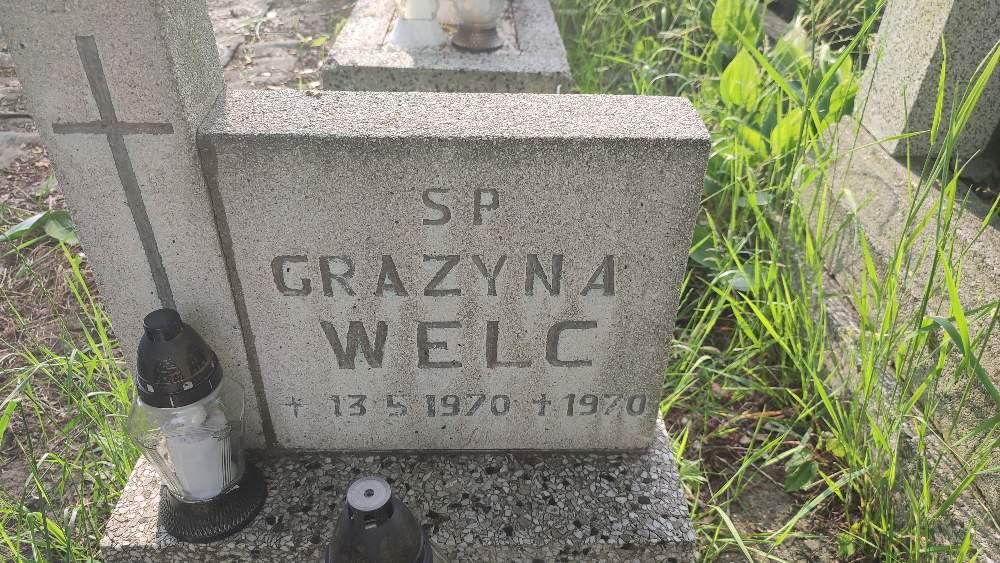 SP
GRAZYNA
WELC
* 13 5 1970 + 1970